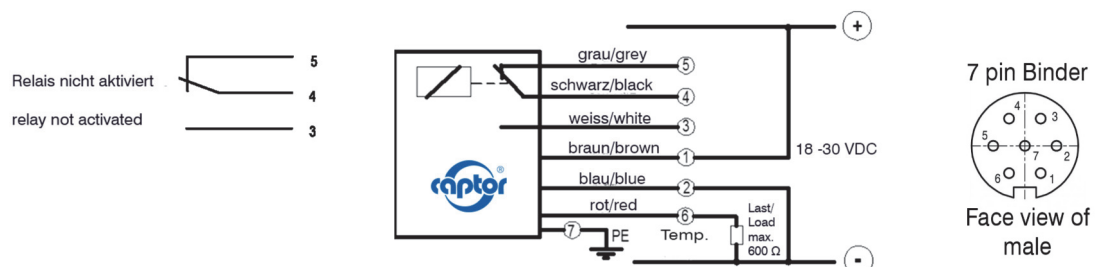 Relais nicht aktiviert
relay not activated
5
4
3
grau/grey
5
schwarz/black
4
weiss/white
3
braun/brown
1
blau/blue
2
rot/red
6
7
PE
Temp.
captor
+
18 -30 VDC
Last/
Load
max.
600 Ω
-
7 pin Binder
4
3
5
2
7
6
1
Face view of
male